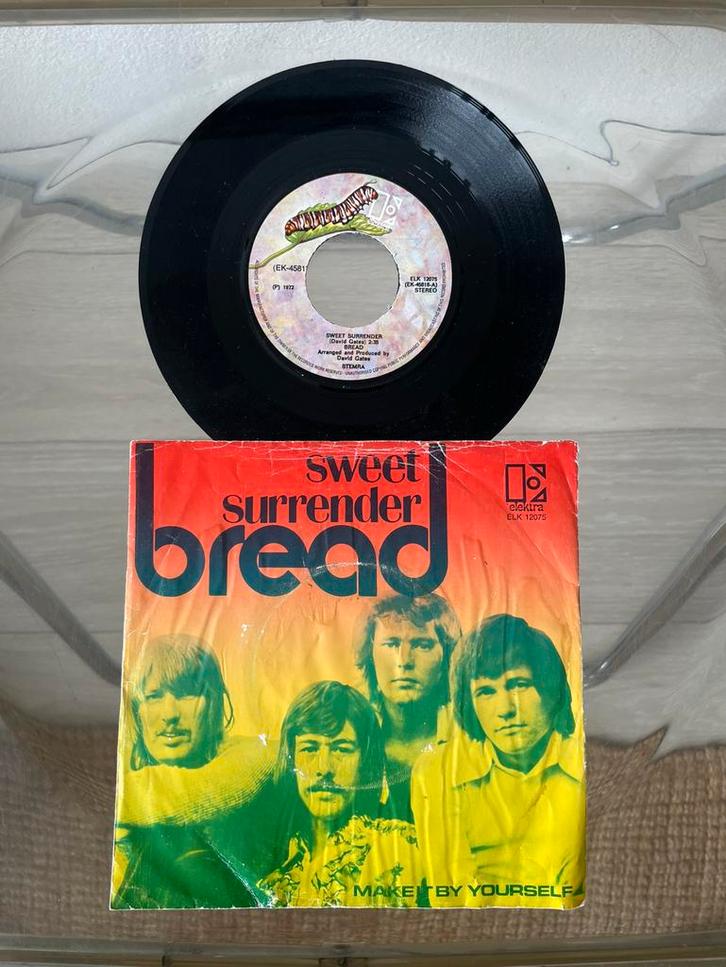 (EK-4581
(P) 1972
ELK 12075
(EK-45818-A)
STEREO
SWEET SURRENDER
(David Gates) 2:35
BREAD
Arranged and Produced by
David Gates
STEMRA
sweet
surrender
bread
elektra
ELK 12075
MAKE IT BY YOURSELF